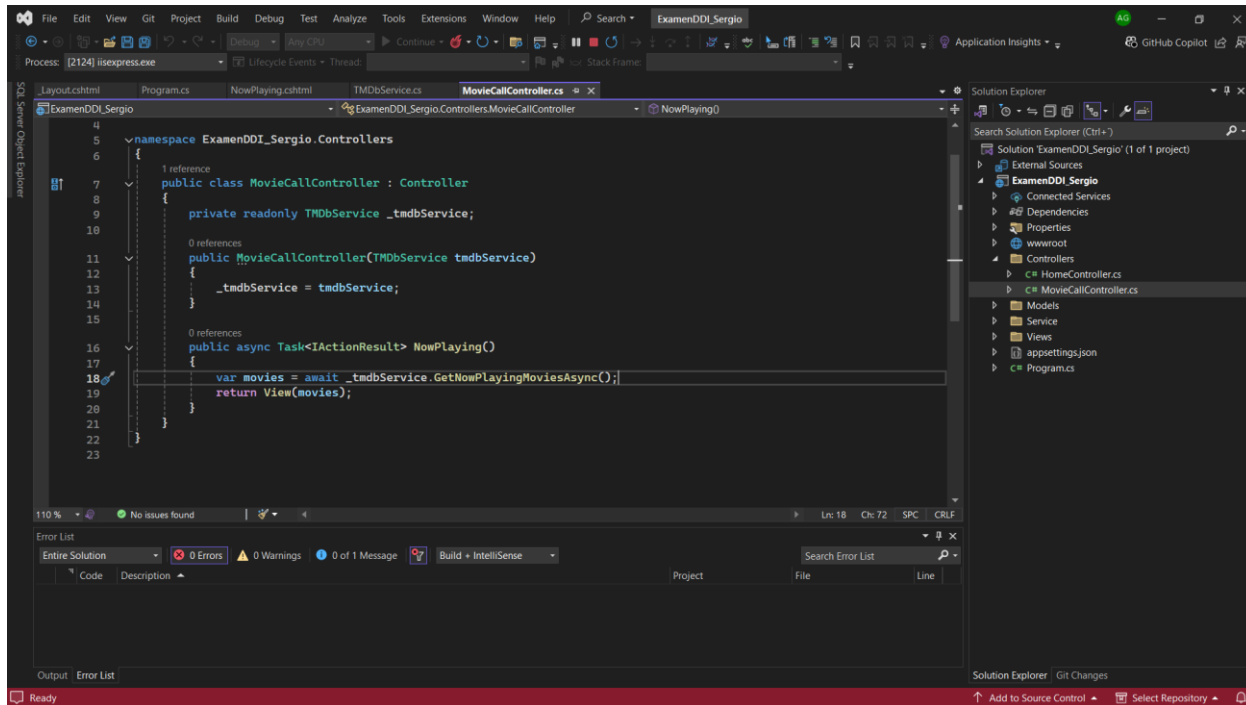 File Edit View Git Project Build Debug Test Analyze Tools Extensions Window Help Search ExamenDDI_Sergio AG
Debug Any CPU Continue Application Insights GitHub Copilot
Process: [2124] iisexpress.exe Lifecycle Events Thread: Stack Frame:
SQL Server Object Explorer
_Layout.cshtml Program.cs NowPlaying.cshtml TMDbService.cs MovieCallController.cs
ExamenDDI_Sergio ExamenDDI_Sergio.Controllers.MovieCallController NowPlaying()
4
5 namespace ExamenDDI_Sergio.Controllers
6 {
1 reference
7 public class MovieCallController : Controller
8 {
9 private readonly TMDbService _tmdbService;
10
0 references
11 public MovieCallController(TMDbService tmdbService)
12 {
13 _tmdbService = tmdbService;
14 }
15
0 references
16 public async Task<IActionResult> NowPlaying()
17 {
18 var movies = await _tmdbService.GetNowPlayingMoviesAsync();
19 return View(movies);
20 }
21 }
22 }
23
110 % No issues found Ln: 18 Ch: 72 SPC CRLF
Error List
Entire Solution 0 Errors 0 Warnings 0 of 1 Message Build + IntelliSense Search Error List
Code Description Project File Line
Output Error List
Solution Explorer
Search Solution Explorer (Ctrl+´)
Solution 'ExamenDDI_Sergio' (1 of 1 project)
External Sources
ExamenDDI_Sergio
Connected Services
Dependencies
Properties
wwwroot
Controllers
C# HomeController.cs
C# MovieCallController.cs
Models
Service
Views
appsettings.json
C# Program.cs
Solution Explorer Git Changes
Ready Add to Source Control Select Repository